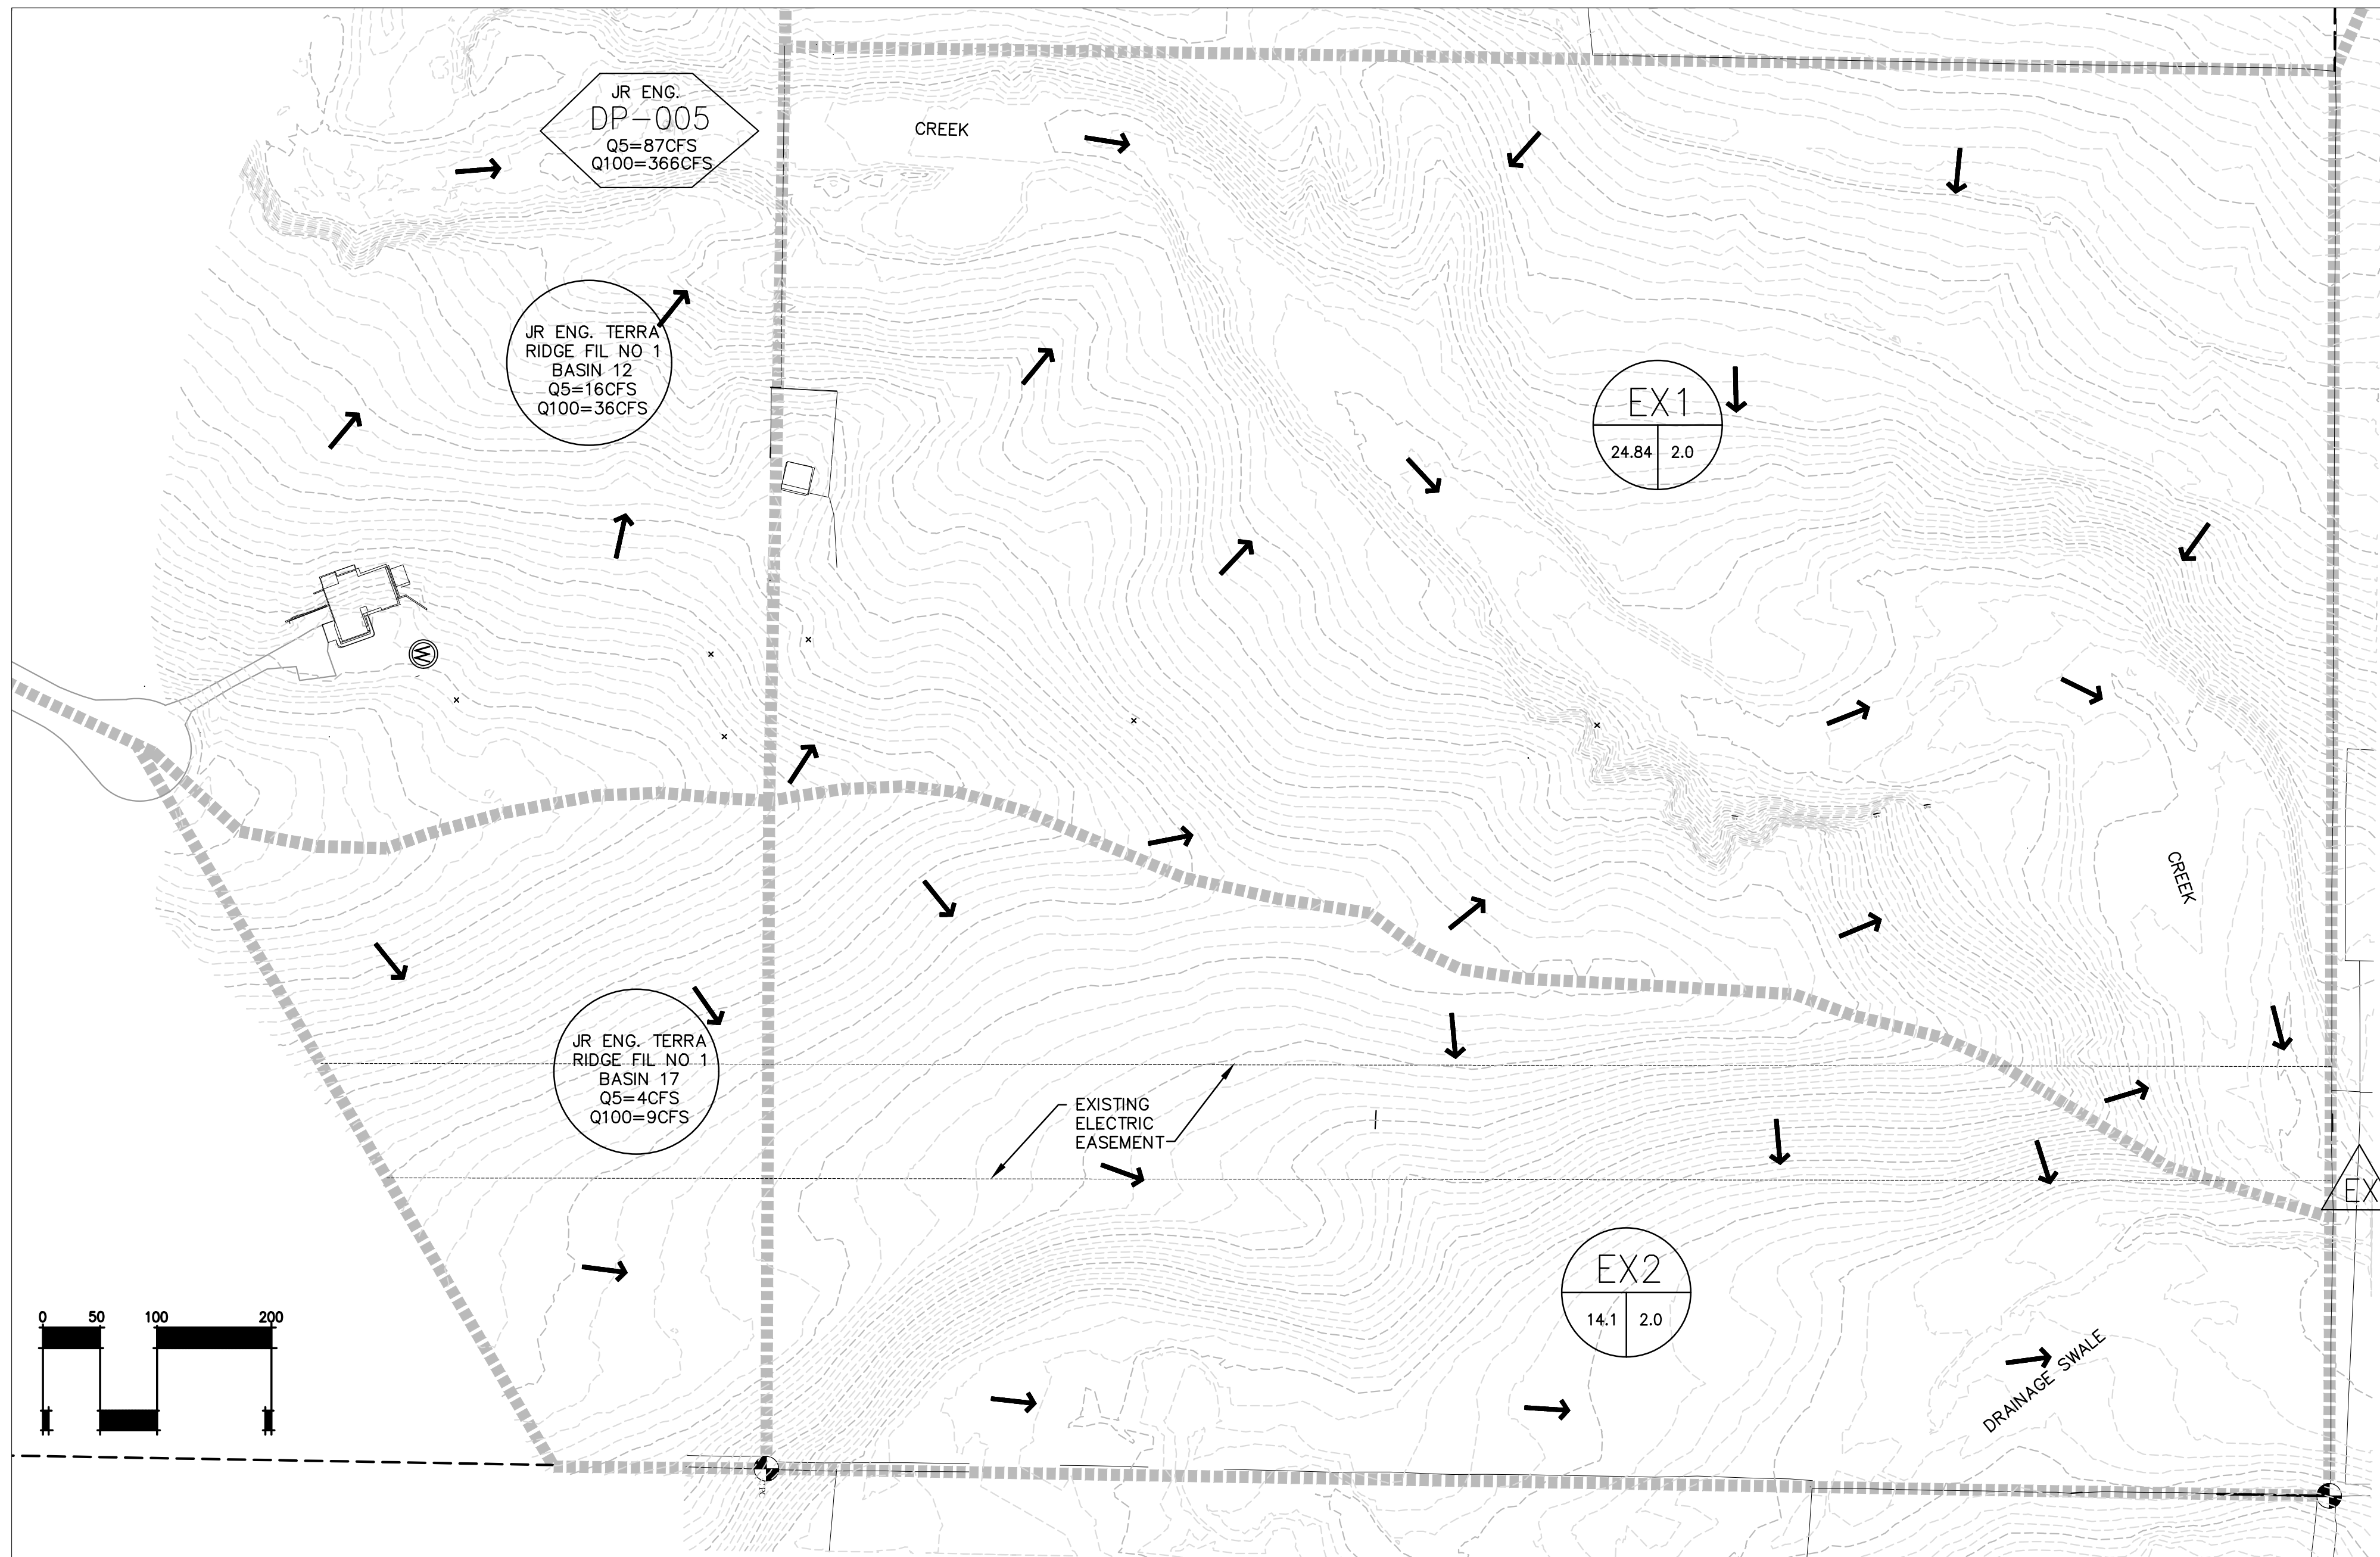 JR ENG.
DP-005
Q5=87CFS
Q100=366CFS
CREEK
JR ENG. TERRA
RIDGE FIL NO 1
BASIN 12
Q5=16CFS
Q100=36CFS
EX1
24.84 2.0
W
CREEK
JR ENG. TERRA
RIDGE FIL NO 1
BASIN 17
Q5=4CFS
Q100=9CFS
EXISTING
ELECTRIC
EASEMENT
EX
EX2
14.1 2.0
0 50 100 200
DRAINAGE SWALE